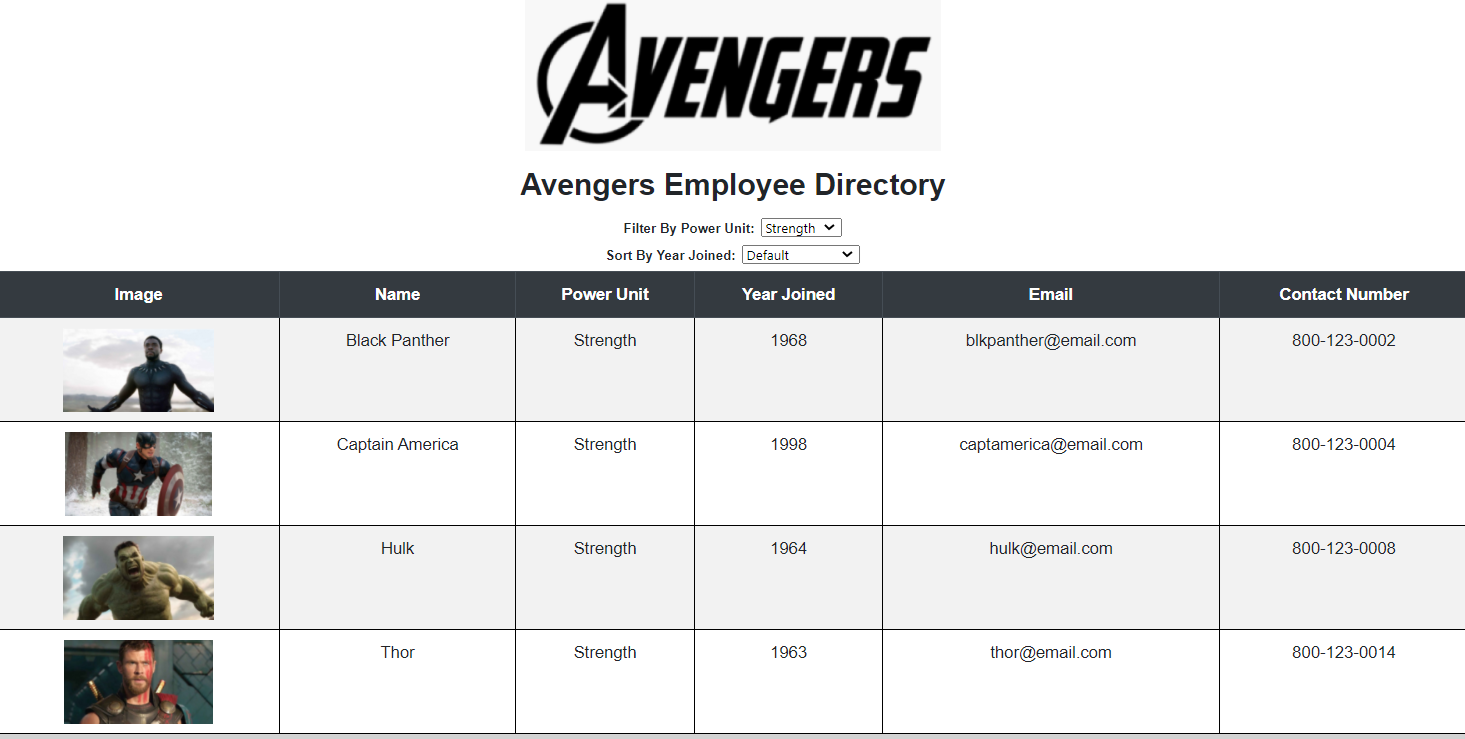 AVENGERS
Avengers Employee Directory
Filter By Power Unit: Strength
Sort By Year Joined: Default
Image Name Power Unit Year Joined Email Contact Number
Black Panther Strength 1968 blkpanther@email.com 800-123-0002
Captain America Strength 1998 captamerica@email.com 800-123-0004
Hulk Strength 1964 hulk@email.com 800-123-0008
Thor Strength 1963 thor@email.com 800-123-0014